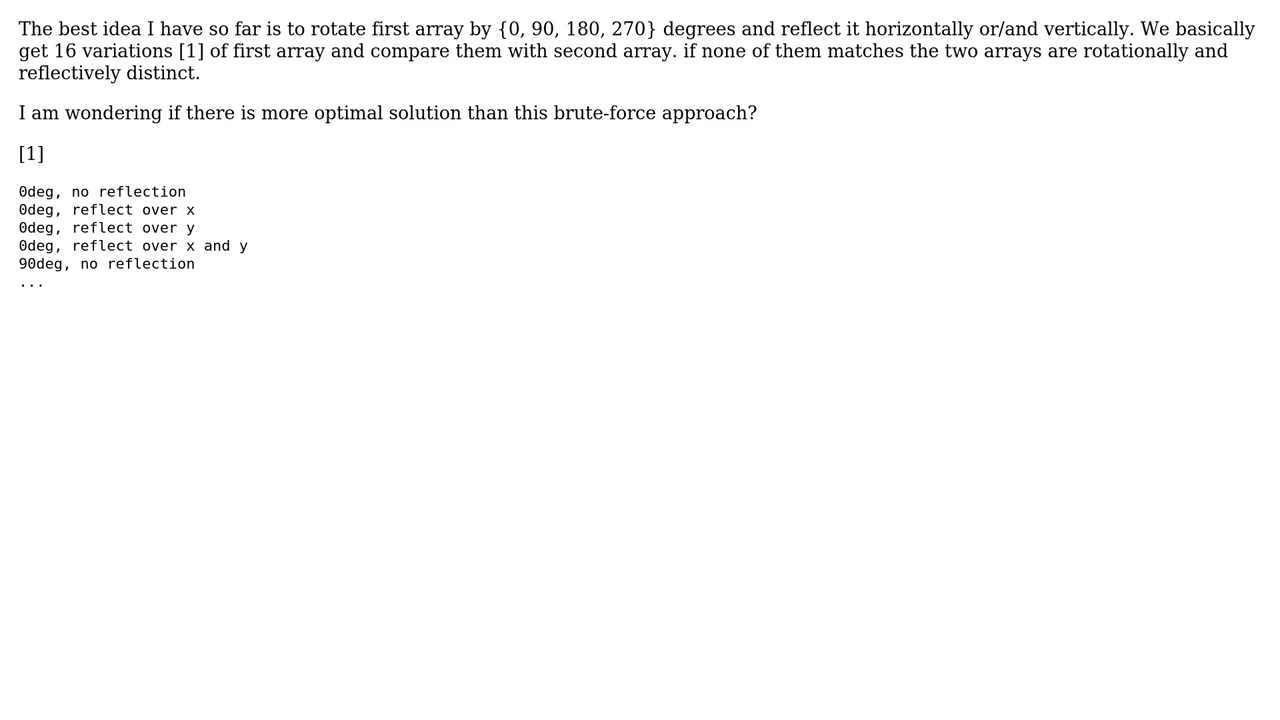 The best idea I have so far is to rotate first array by {0, 90, 180, 270} degrees and reflect it horizontally or/and vertically. We basically
get 16 variations [1] of first array and compare them with second array. if none of them matches the two arrays are rotationally and
reflectively distinct.
I am wondering if there is more optimal solution than this brute-force approach?
[1]
0deg, no reflection
0deg, reflect over x
0deg, reflect over y
0deg, reflect over x and y
90deg, no reflection
...